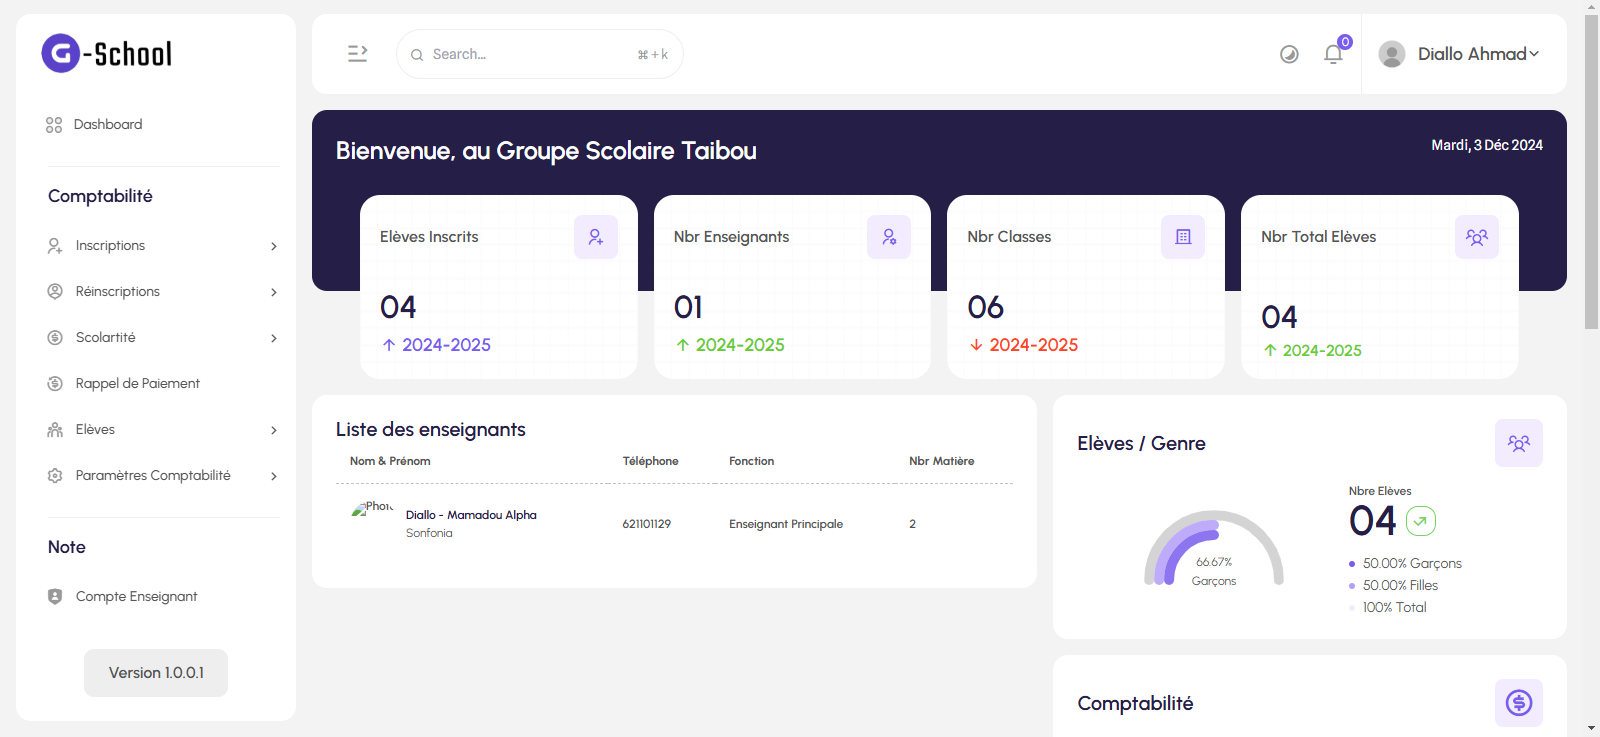 G-School
Dashboard
Comptabilité
Inscriptions
Réinscriptions
Scolartité
Rappel de Paiement
Elèves
Paramètres Comptabilité
Note
Compte Enseignant
Version 1.0.0.1
Search...
⌘ + k
0
Diallo Ahmad
Bienvenue, au Groupe Scolaire Taibou
Mardi, 3 Déc 2024
Elèves Inscrits
04
2024-2025
Nbr Enseignants
01
2024-2025
Nbr Classes
06
2024-2025
Nbr Total Elèves
04
2024-2025
Liste des enseignants
Nom & Prénom Téléphone Fonction Nbr Matière
Diallo - Mamadou Alpha 621101129 Enseignant Principale 2
Sonfonia
Elèves / Genre
66.67%
Garçons
Nbre Elèves
04
50.00% Garçons
50.00% Filles
100% Total
Comptabilité